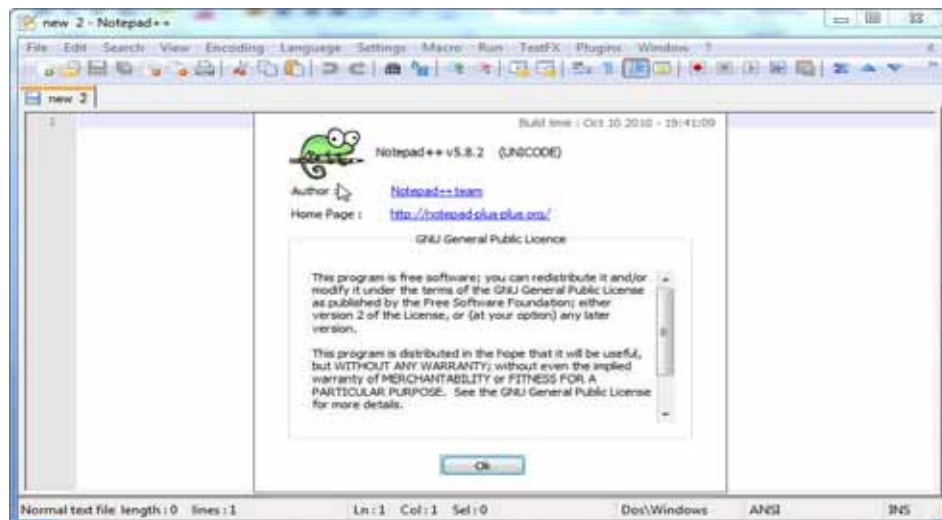 new 2 - Notepad++
File Edit Search View Encoding Language Settings Macro Run TextFX Plugins Window ? X
new 2
1
Build time : Oct 10 2010 - 19:41:09
Notepad++ v5.8.2 (UNICODE)
Author : Notepad++ team
Home Page : http://notepad-plus-plus.org/
GNU General Public Licence
This program is free software; you can redistribute it and/or
modify it under the terms of the GNU General Public License
as published by the Free Software Foundation; either
version 2 of the License, or (at your option) any later
version.
This program is distributed in the hope that it will be useful,
but WITHOUT ANY WARRANTY; without even the implied
warranty of MERCHANTABILITY or FITNESS FOR A
PARTICULAR PURPOSE. See the GNU General Public License
for more details.
Ok
Normal text file length : 0 lines : 1 Ln : 1 Col : 1 Sel : 0 Dos\Windows ANSI INS